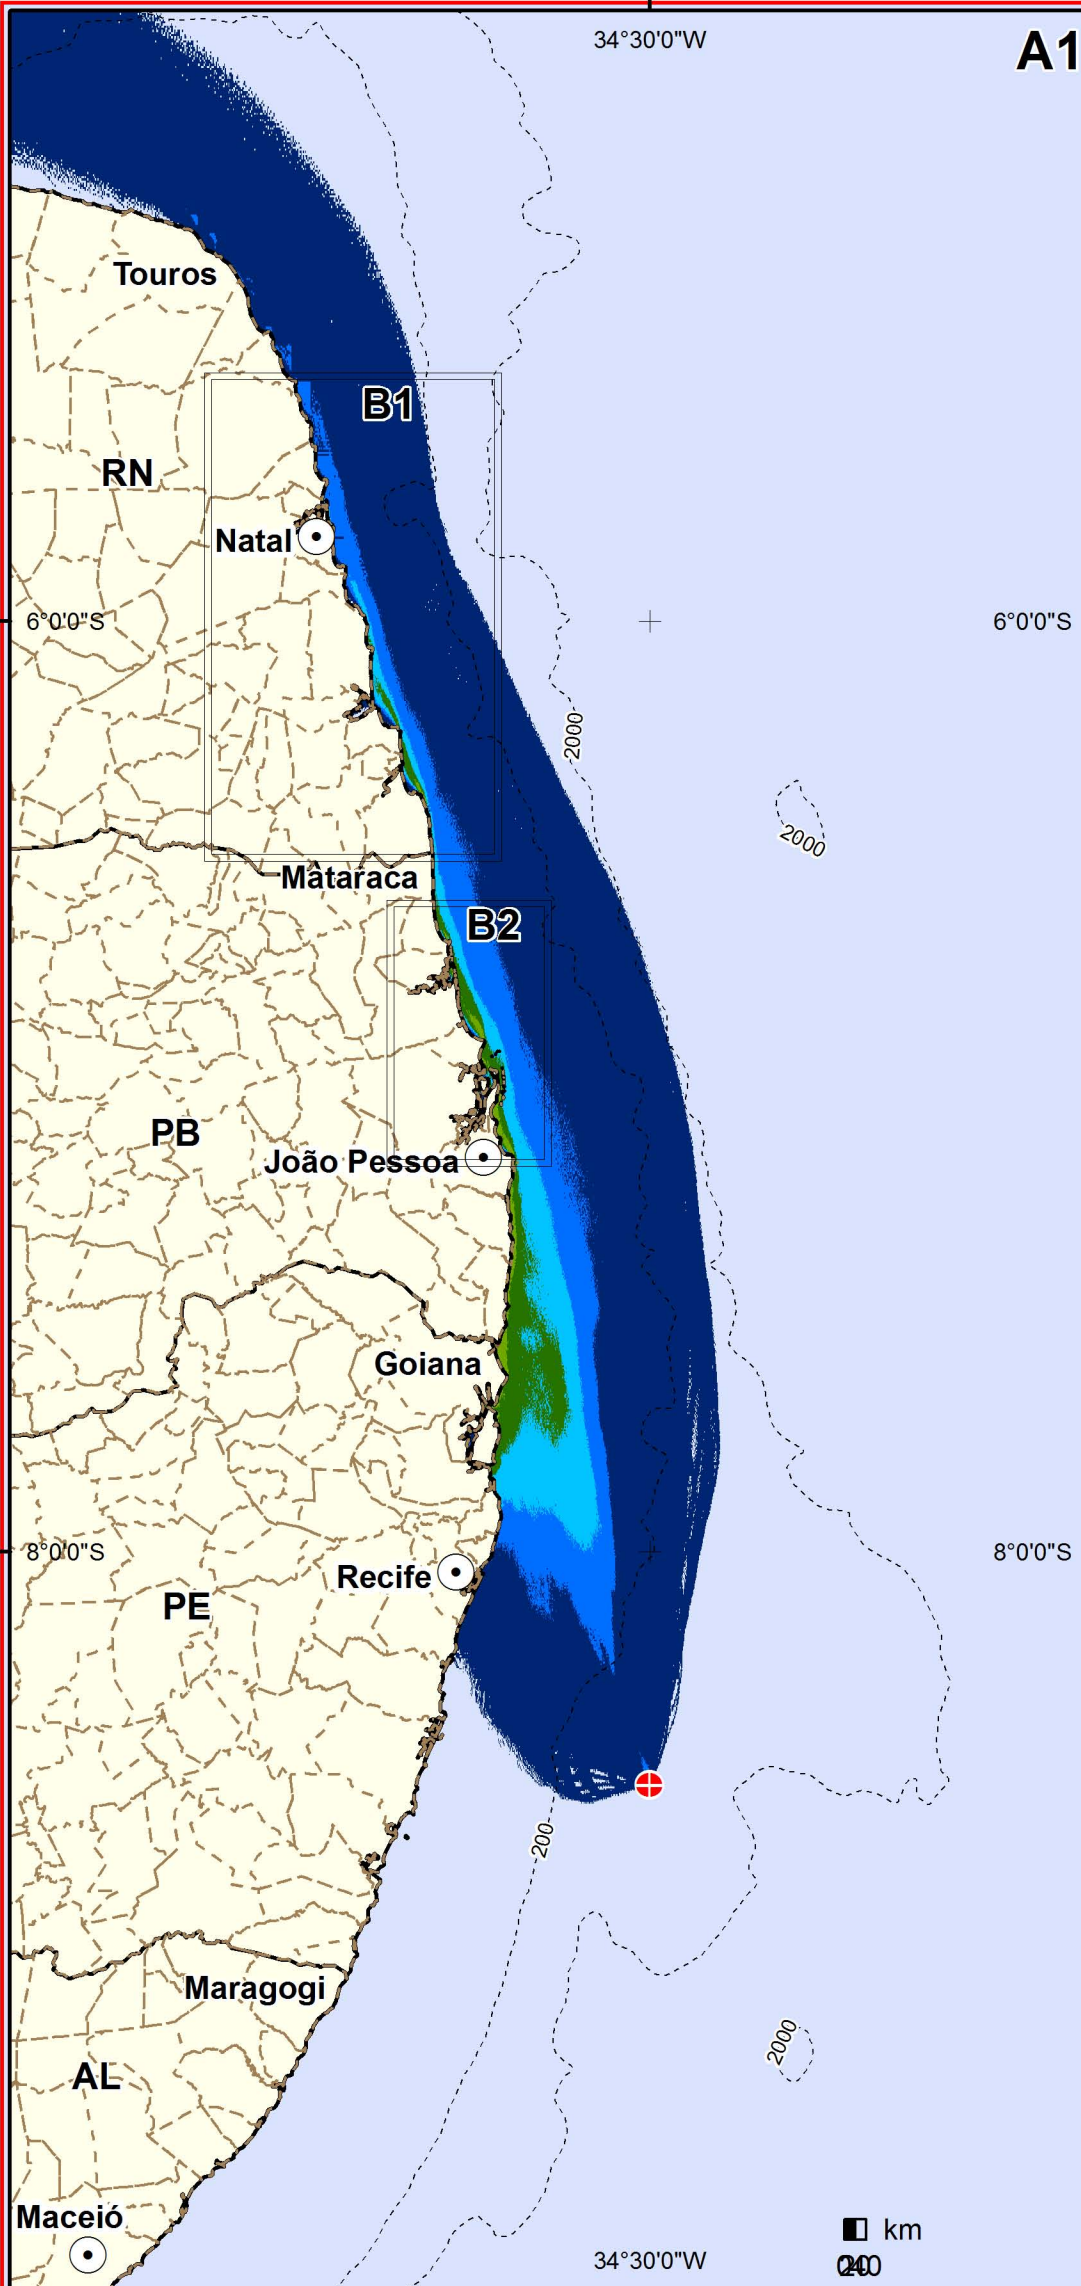 34°30'0"W
A1
Touros
B1
RN
Natal
6°0'0"S
6°0'0"S
2000
2000
Mataraca
B2
PB
João Pessoa
Goiana
8°0'0"S
8°0'0"S
Recife
PE
200
Maragogi
2000
AL
Maceió
km
34°30'0"W